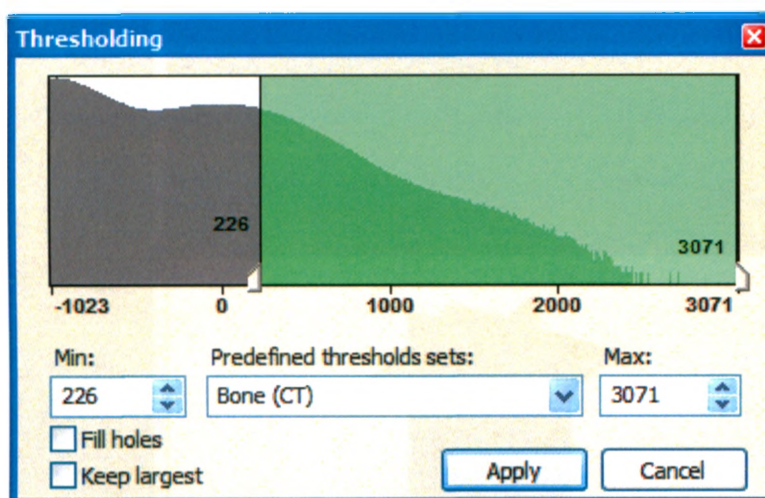 Thresholding
226
3071
-1023 0 1000 2000 3071
Min: Predefined thresholds sets: Max:
226 Bone (CT) 3071
Fill holes
Keep largest Apply Cancel